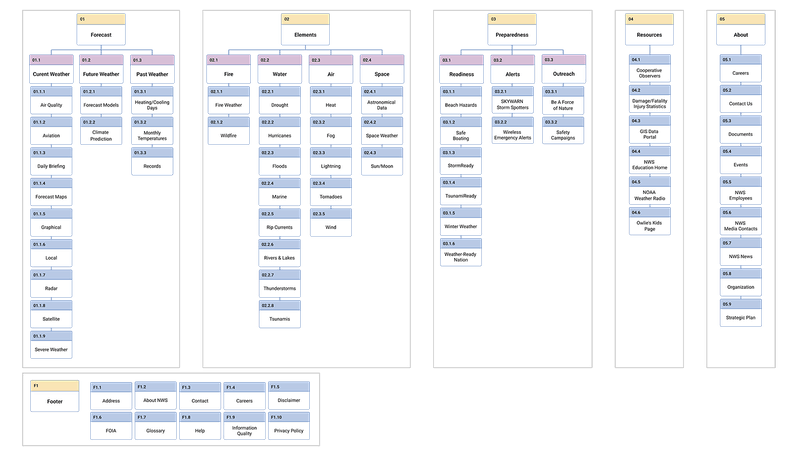 01
Forecast
01.1
Curent Weather
01.1.1
Air Quality
01.1.2
Aviation
01.1.3
Daily Briefing
01.1.4
Forecast Maps
01.1.5
Graphical
01.1.6
Local
01.1.7
Radar
01.1.8
Satellite
01.1.9
Severe Weather
01.2
Future Weather
01.2.1
Forecast Models
01.2.2
Climate
Prediction
01.3
Past Weather
01.3.1
Heating/Cooling
Days
01.3.2
Monthly
Temperatures
01.3.3
Records
02
Elements
02.1
Fire
02.1.1
Fire Weather
02.1.2
Wildfire
02.2
Water
02.2.1
Drought
02.2.2
Hurricanes
02.2.3
Floods
02.2.4
Marine
02.2.5
Rip Currents
02.2.6
Rivers & Lakes
02.2.7
Thunderstorms
02.2.8
Tsunamis
02.3
Air
02.3.1
Heat
02.3.2
Fog
02.3.3
Lightning
02.3.4
Tornadoes
02.3.5
Wind
02.4
Space
02.4.1
Astronomical
Data
02.4.2
Space Weather
02.4.3
Sun/Moon
03
Preparedness
03.1
Readiness
03.1.1
Beach Hazards
03.1.2
Safe
Boating
03.1.3
StormReady
03.1.4
TsunamiReady
03.1.5
Winter Weather
03.1.6
Weather-Ready
Nation
03.2
Alerts
03.2.1
SKYWARN
Storm Spotters
03.2.2
Wireless
Emergency Alerts
03.3
Outreach
03.3.1
Be A Force
of Nature
03.3.2
Safety
Campaigns
04
Resources
04.1
Cooperative
Observers
04.2
Damage/Fatality
Injury Statistics
04.3
GIS Data
Portal
04.4
NWS
Education Home
04.5
NOAA
Weather Radio
04.6
Owlie's Kids
Page
05
About
05.1
Careers
05.2
Contact Us
05.3
Documents
05.4
Events
05.5
NWS
Employees
05.6
NWS
Media Contacts
05.7
NWS News
05.8
Organization
05.9
Strategic Plan
F1
Footer
F1.1
Address
F1.2
About NWS
F1.3
Contact
F1.4
Careers
F1.5
Disclaimer
F1.6
FOIA
F1.7
Glossary
F1.8
Help
F1.9
Information
Quality
F1.10
Privacy Policy